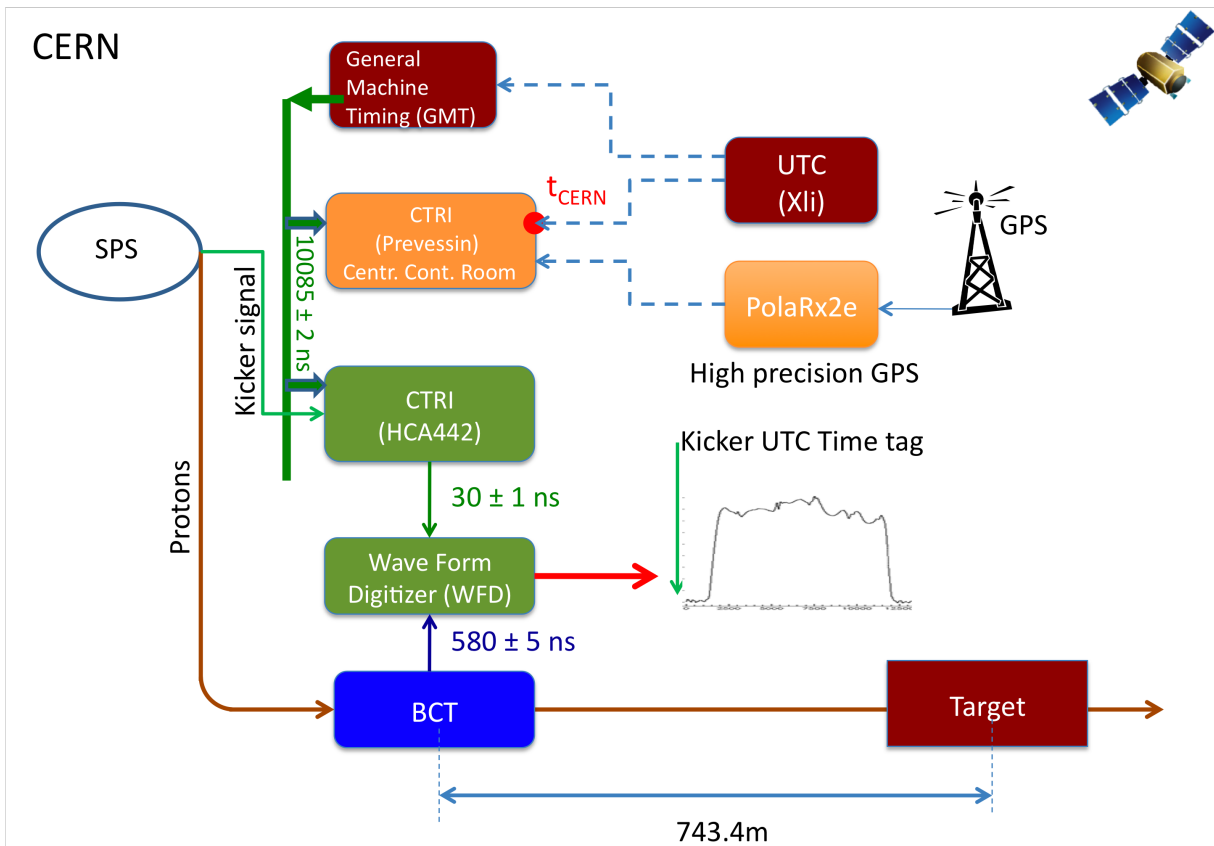 CERN
General
Machine
Timing (GMT)
UTC
(Xli)
t_CERN
GPS
CTRI
(Prevessin)
Centr. Cont. Room
SPS
PolaRx2e
High precision GPS
10085 ± 2 ns
Kicker signal
CTRI
(HCA442)
Kicker UTC Time tag
30 ± 1 ns
Protons
Wave Form
Digitizer (WFD)
580 ± 5 ns
BCT
Target
743.4m